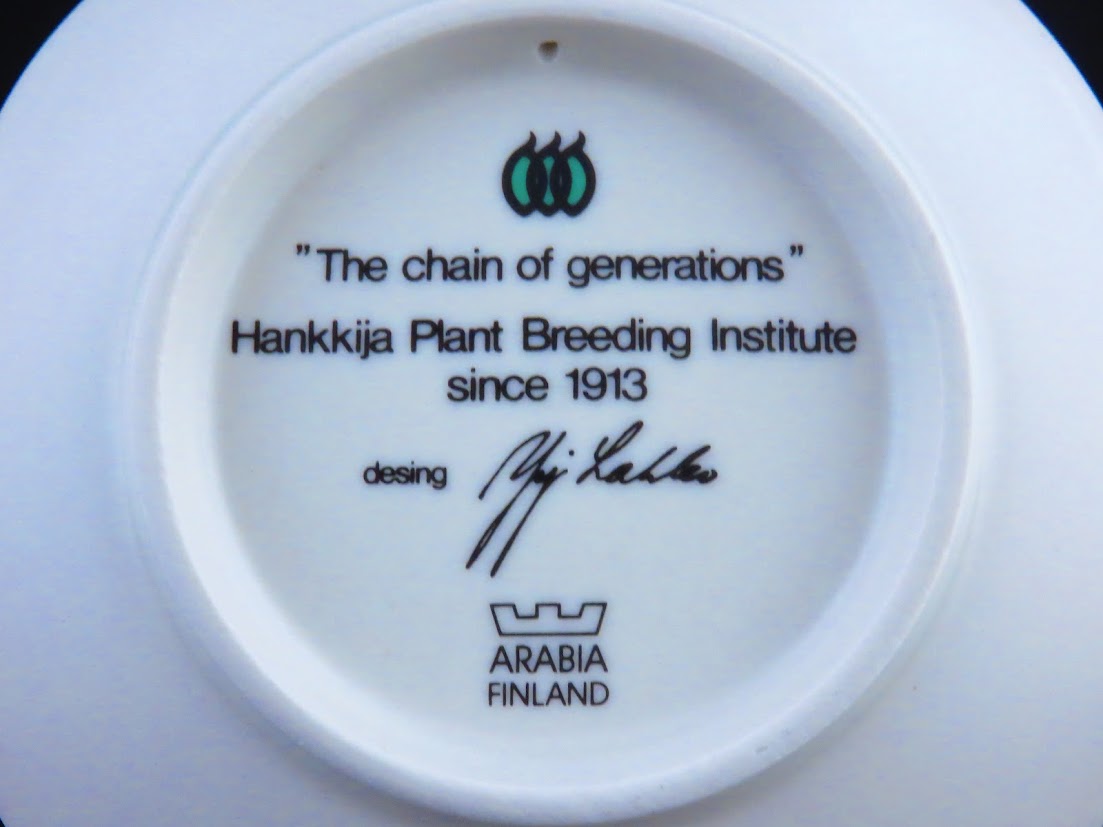 "The chain of generations"
Hankkija Plant Breeding Institute
since 1913
desing
ARABIA
FINLAND